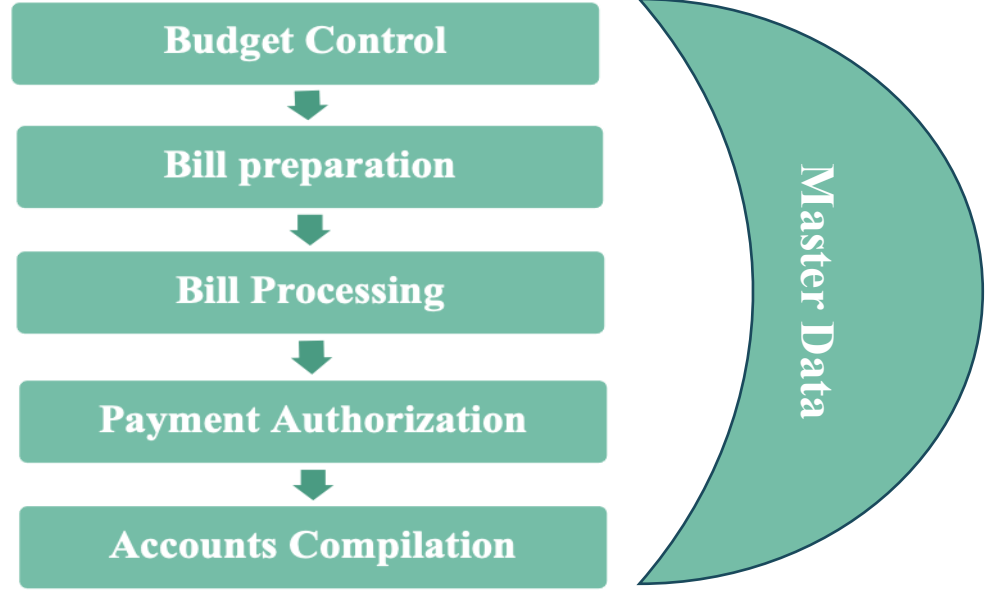 Budget Control
Bill preparation
Bill Processing
Payment Authorization
Accounts Compilation
Master Data